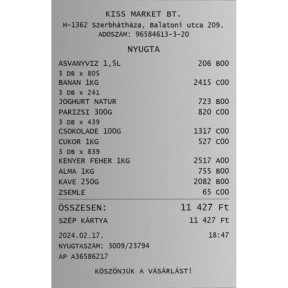 KISS MARKET BT.
H-1362 Szerbhátháza, Balatoni utca 209.
ADÓSZÁM: 96584613-3-20
NYUGTA
ASVANYVIZ 1,5L 206 B00
3 DB x 805
BANAN 1KG 2415 C00
3 DB x 241
JOGHURT NATUR 723 B00
PARIZSI 300G 820 C00
3 DB x 439
CSOKOLADE 100G 1317 C00
CUKOR 1KG 527 C00
3 DB x 839
KENYER FEHER 1KG 2517 A00
ALMA 1KG 755 B00
KAVE 250G 2082 B00
ZSEMLE 65 C00
ÖSSZESEN: 11 427 Ft
SZÉP KÁRTYA 11 427 Ft
2024.02.17. 18:47
NYUGTASZÁM: 3009/23794
AP A36586217
KÖSZÖNJÜK A VÁSÁRLÁST!